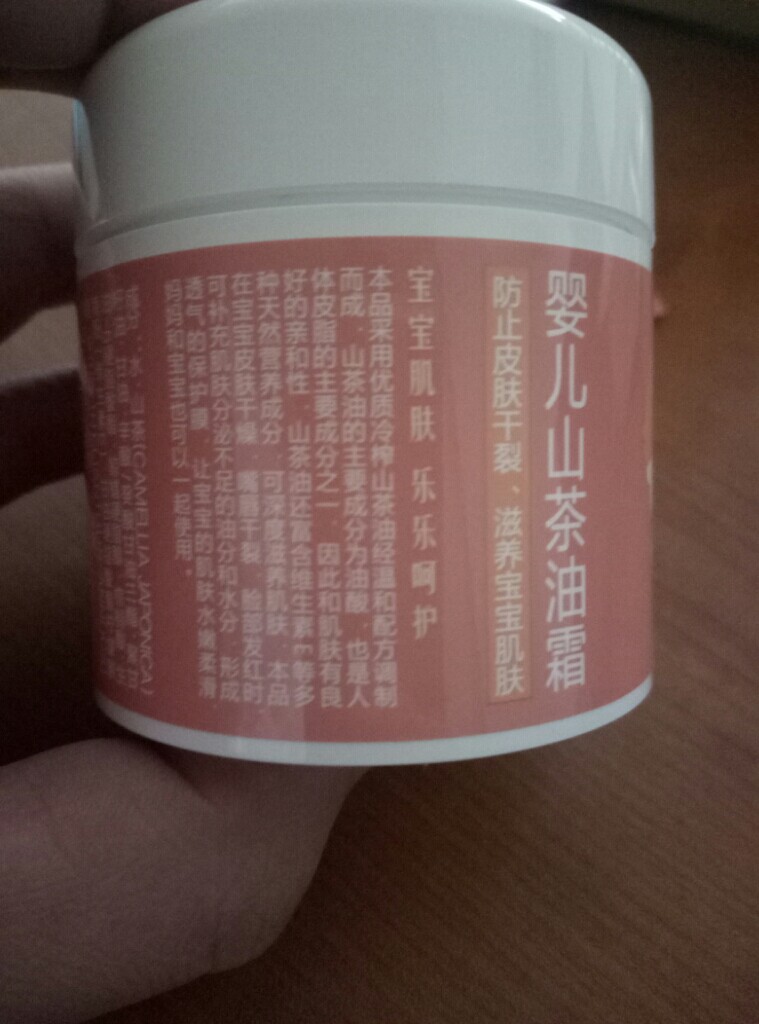 婴儿山茶油霜
防止皮肤干裂、滋养宝宝肌肤
宝宝肌肤 乐乐呵护
本品采用优质冷榨山茶油经温和配方调制
而成，山茶油的主要成分为油酸，也是人
体皮脂的主要成分之一，因此和肌肤有良
好的亲和性，山茶油还富含维生素E等多
种天然营养成分，可深度滋养肌肤，本品
在宝宝皮肤干燥、嘴唇干裂、脸部发红时
可补充肌肤分泌不足的油分和水分，形成
透气的保护膜，让宝宝的肌肤水嫩柔滑，
妈妈和宝宝也可以一起使用。
成分：水、山茶(CAMELLIA JAPONICA)